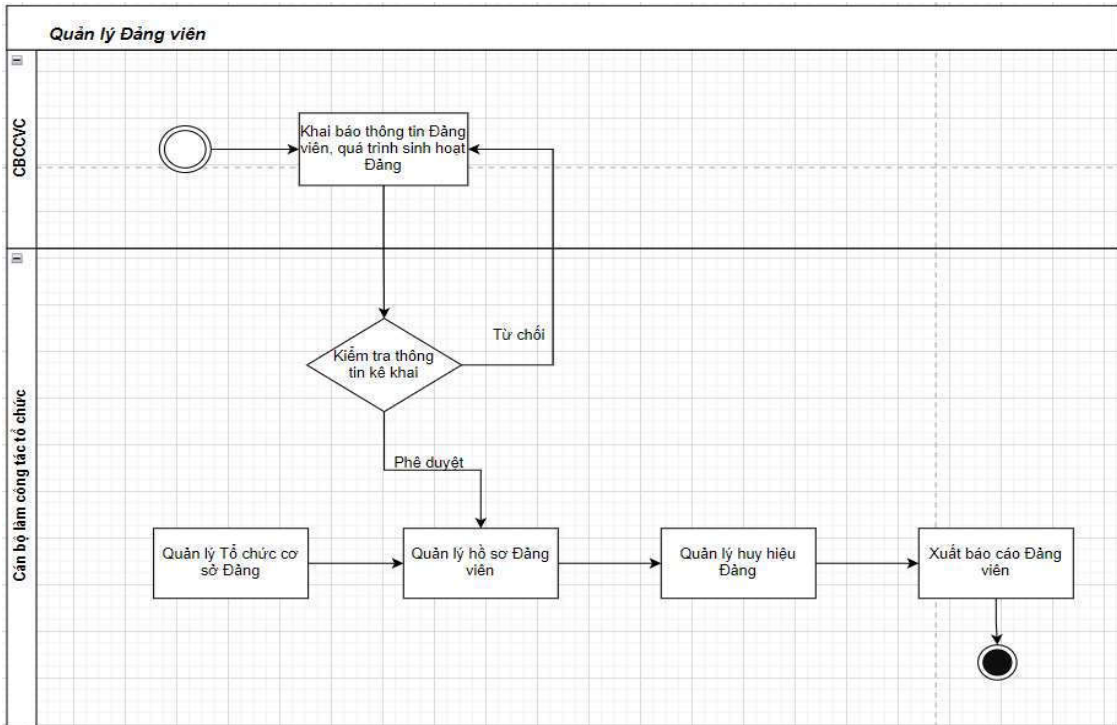 Quản lý Đảng viên
CBCCVC
Khai báo thông tin Đảng
viên, quá trình sinh hoạt
Đảng
Cán bộ làm công tác tổ chức
Kiểm tra thông
tin kê khai
Từ chối
Phê duyệt
Quản lý Tổ chức cơ
sở Đảng
Quản lý hồ sơ Đảng
viên
Quản lý huy hiệu
Đảng
Xuất báo cáo Đảng
viên